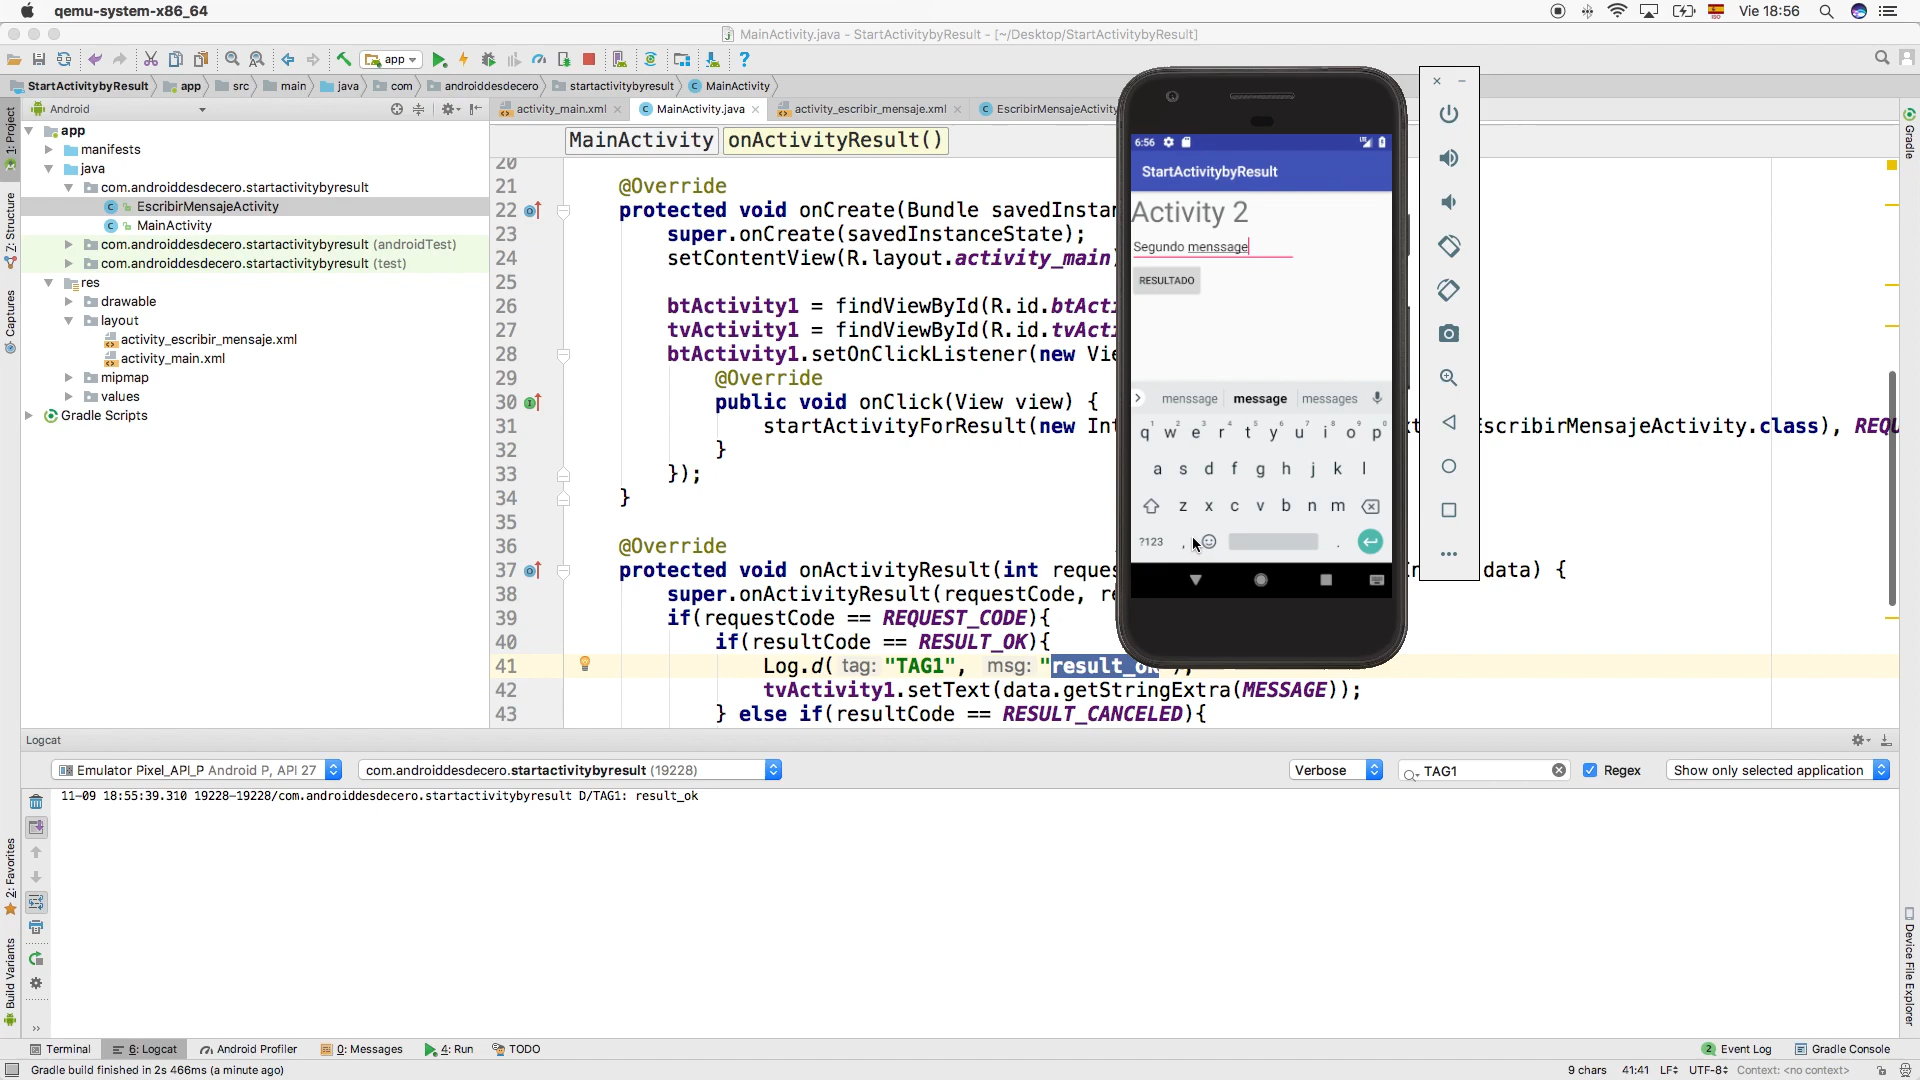 qemu-system-x86_64
Vie 18:56
MainActivity.java - StartActivitybyResult - [~/Desktop/StartActivitybyResult]
app
StartActivitybyResult app src main java com androiddesdecero startactivitybyresult MainActivity
Android
activity_main.xml
MainActivity.java
activity_escribir_mensaje.xml
EscribirMensajeActivity
1: Project
Z: Structure
Captures
2: Favorites
Build Variants
app
manifests
java
com.androiddesdecero.startactivitybyresult
EscribirMensajeActivity
MainActivity
com.androiddesdecero.startactivitybyresult (androidTest)
com.androiddesdecero.startactivitybyresult (test)
res
drawable
layout
activity_escribir_mensaje.xml
activity_main.xml
mipmap
values
Gradle Scripts
MainActivity onActivityResult()
20
21 @Override
22 protected void onCreate(Bundle savedInstan
23 super.onCreate(savedInstanceState);
24 setContentView(R.layout.activity_main)
25
26 btActivity1 = findViewById(R.id.btActi
27 tvActivity1 = findViewById(R.id.tvActi
28 btActivity1.setOnClickListener(new Vie
29 @Override
30 public void onClick(View view) {
31 startActivityForResult(new Int scribirMensajeActivity.class), REQU
32 }
33 });
34 }
35
36 @Override
37 protected void onActivityResult(int reques data) {
38 super.onActivityResult(requestCode, re
39 if(requestCode == REQUEST_CODE){
40 if(resultCode == RESULT_OK){
41 Log.d( tag: "TAG1", msg: "result_ok");
42 tvActivity1.setText(data.getStringExtra(MESSAGE));
43 } else if(resultCode == RESULT_CANCELED){
6:56
StartActivitybyResult
Activity 2
Segundo menssage
RESULTADO
menssage message messages
q w e r t y u i o p
a s d f g h j k l
z x c v b n m
?123 , .
Gradle
Device File Explorer
Logcat
Emulator Pixel_API_P Android P, API 27
com.androiddesdecero.startactivitybyresult (19228)
Verbose
TAG1
Regex
Show only selected application
11-09 18:55:39.310 19228-19228/com.androiddesdecero.startactivitybyresult D/TAG1: result_ok
Terminal
6: Logcat
Android Profiler
0: Messages
4: Run
TODO
2 Event Log
Gradle Console
Gradle build finished in 2s 466ms (a minute ago)
9 chars 41:41 LF UTF-8 Context: <no context>